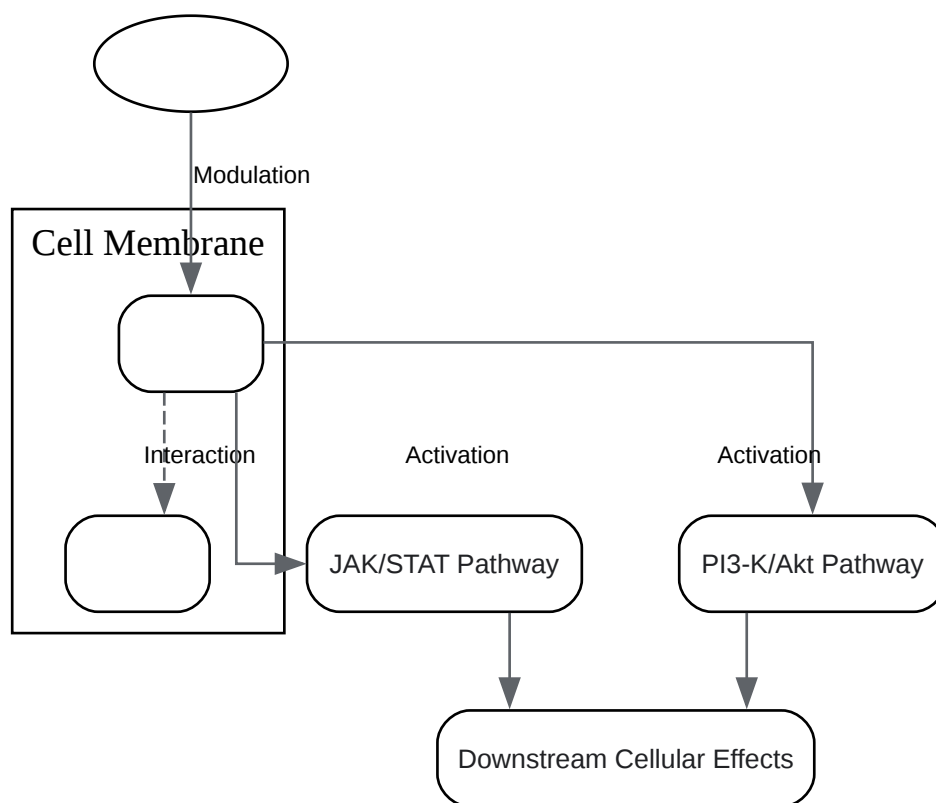 Modulation
Cell Membrane
Interaction
Activation
Activation
JAK/STAT Pathway
PI3-K/Akt Pathway
Downstream Cellular Effects